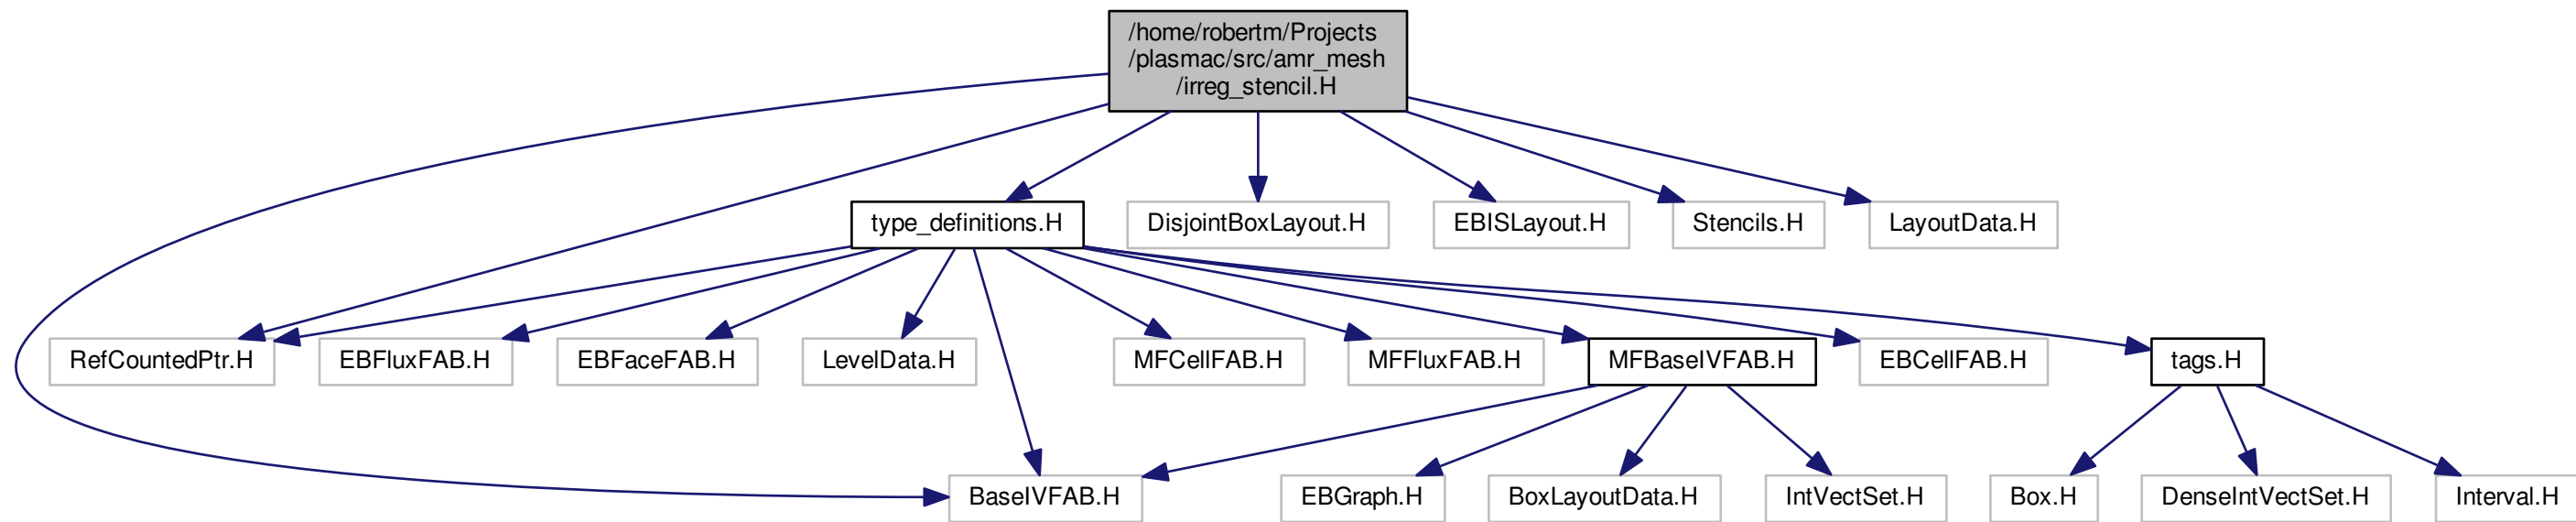 /home/robertm/Projects
/plasmac/src/amr_mesh
/irreg_stencil.H
type_definitions.H
DisjointBoxLayout.H
EBISLayout.H
Stencils.H
LayoutData.H
RefCountedPtr.H
EBFluxFAB.H
EBFaceFAB.H
LevelData.H
MFCellFAB.H
MFFluxFAB.H
MFBaseIVFAB.H
EBCellFAB.H
tags.H
BaseIVFAB.H
EBGraph.H
BoxLayoutData.H
IntVectSet.H
Box.H
DenseIntVectSet.H
Interval.H